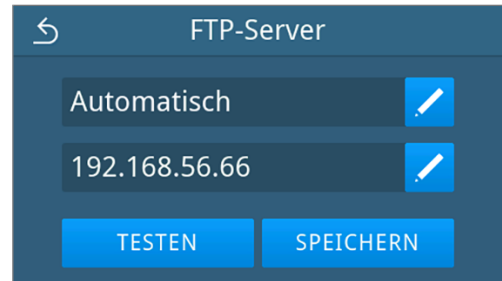 FTP-Server
Automatisch
192.168.56.66
TESTEN SPEICHERN